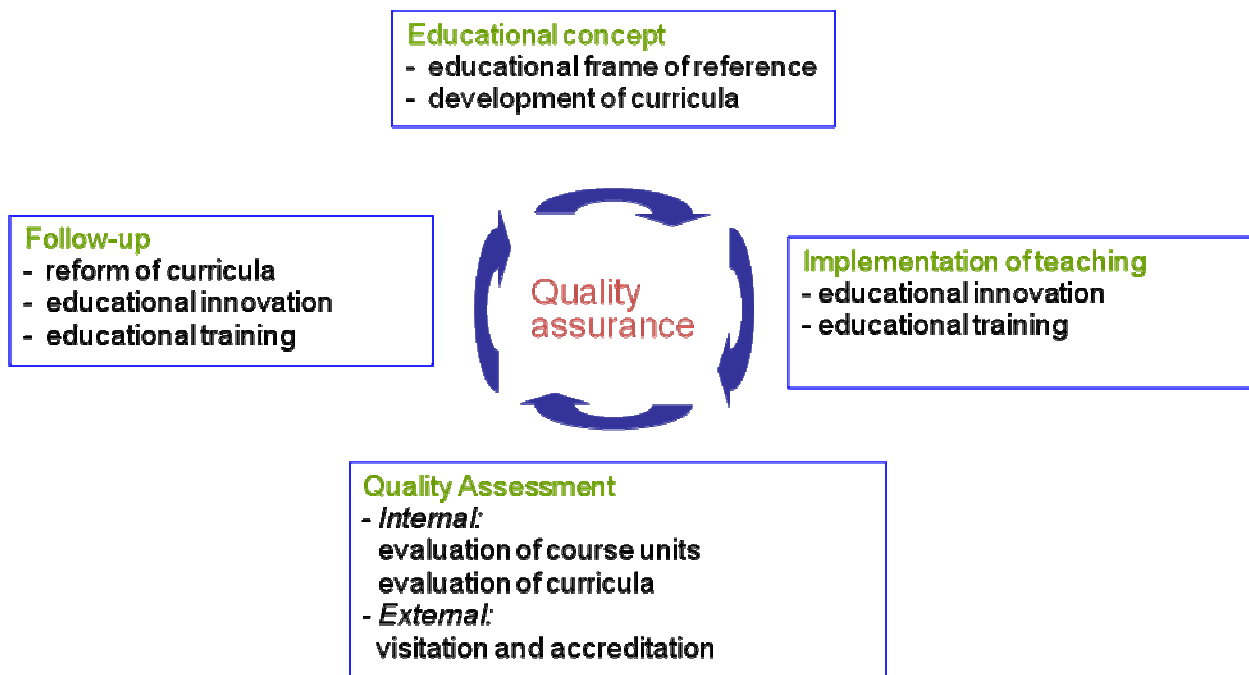 Educational concept
- educational frame of reference
- development of curricula
Follow-up
- reform of curricula
- educational innovation
- educational training
Quality
assurance
Implementation of teaching
- educational innovation
- educational training
Quality Assessment
- Internal:
evaluation of course units
evaluation of curricula
- External:
visitation and accreditation